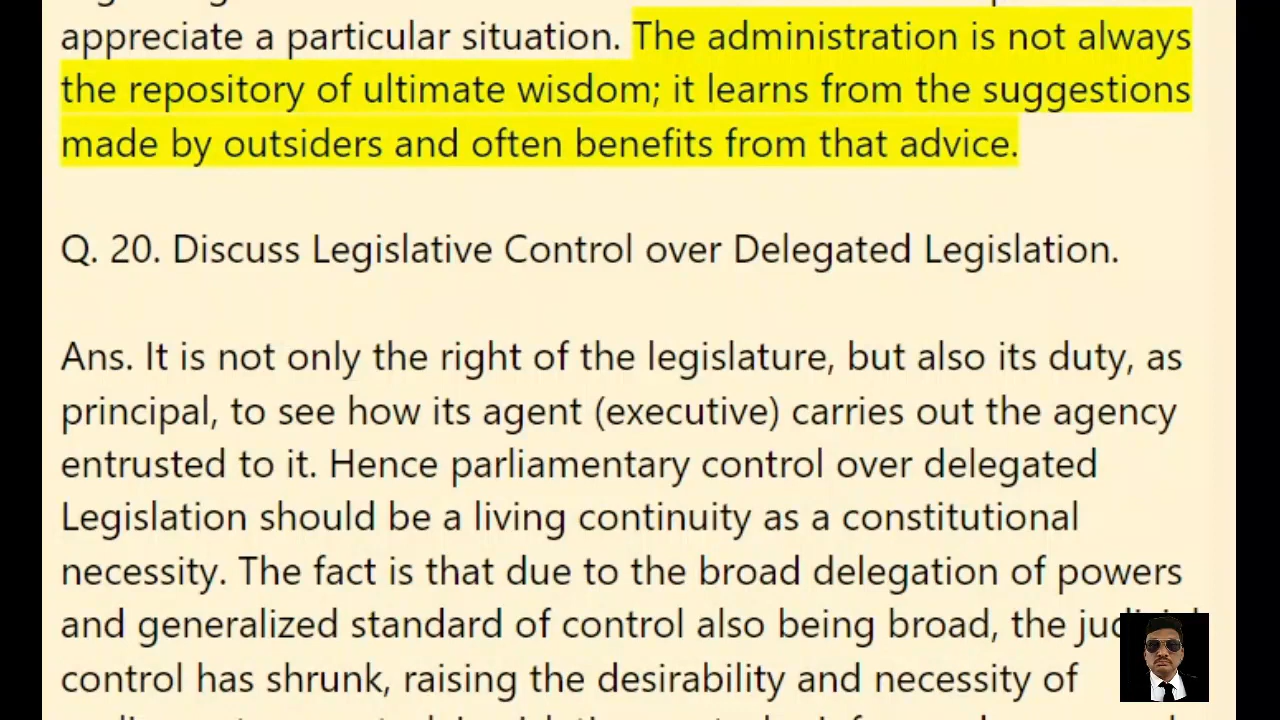 appreciate a particular situation. The administration is not always
the repository of ultimate wisdom; it learns from the suggestions
made by outsiders and often benefits from that advice.
Q. 20. Discuss Legislative Control over Delegated Legislation.
Ans. It is not only the right of the legislature, but also its duty, as
principal, to see how its agent (executive) carries out the agency
entrusted to it. Hence parliamentary control over delegated
Legislation should be a living continuity as a constitutional
necessity. The fact is that due to the broad delegation of powers
and generalized standard of control also being broad, the
control has shrunk, raising the desirability and necessity of